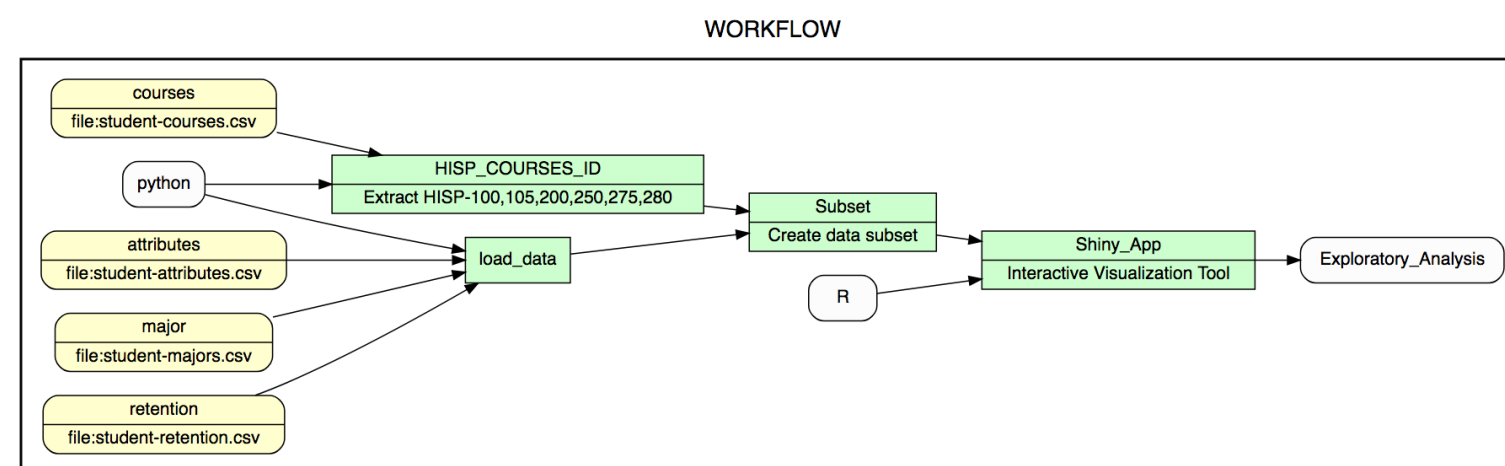 WORKFLOW
courses
file:student-courses.csv
python
HISP_COURSES_ID
Extract HISP-100,105,200,250,275,280
attributes
file:student-attributes.csv
load_data
major
file:student-majors.csv
retention
file:student-retention.csv
Subset
Create data subset
R
Shiny_App
Interactive Visualization Tool
Exploratory_Analysis